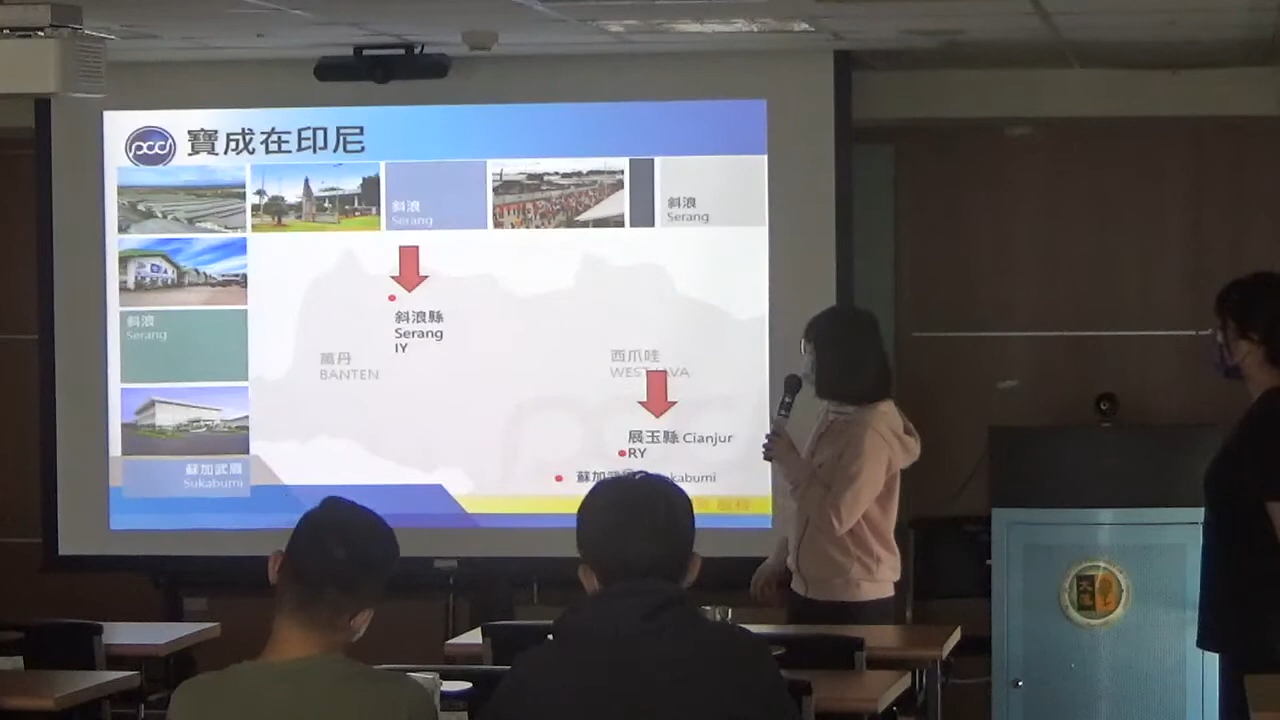 pcd
寶成在印尼
斜浪
Serang
斜浪
Serang
斜浪
Serang
斜浪縣
Serang
IY
萬丹
BANTEN
西爪哇
WEST JAVA
展玉縣 Cianjur
RY
蘇加武眉
Sukabumi